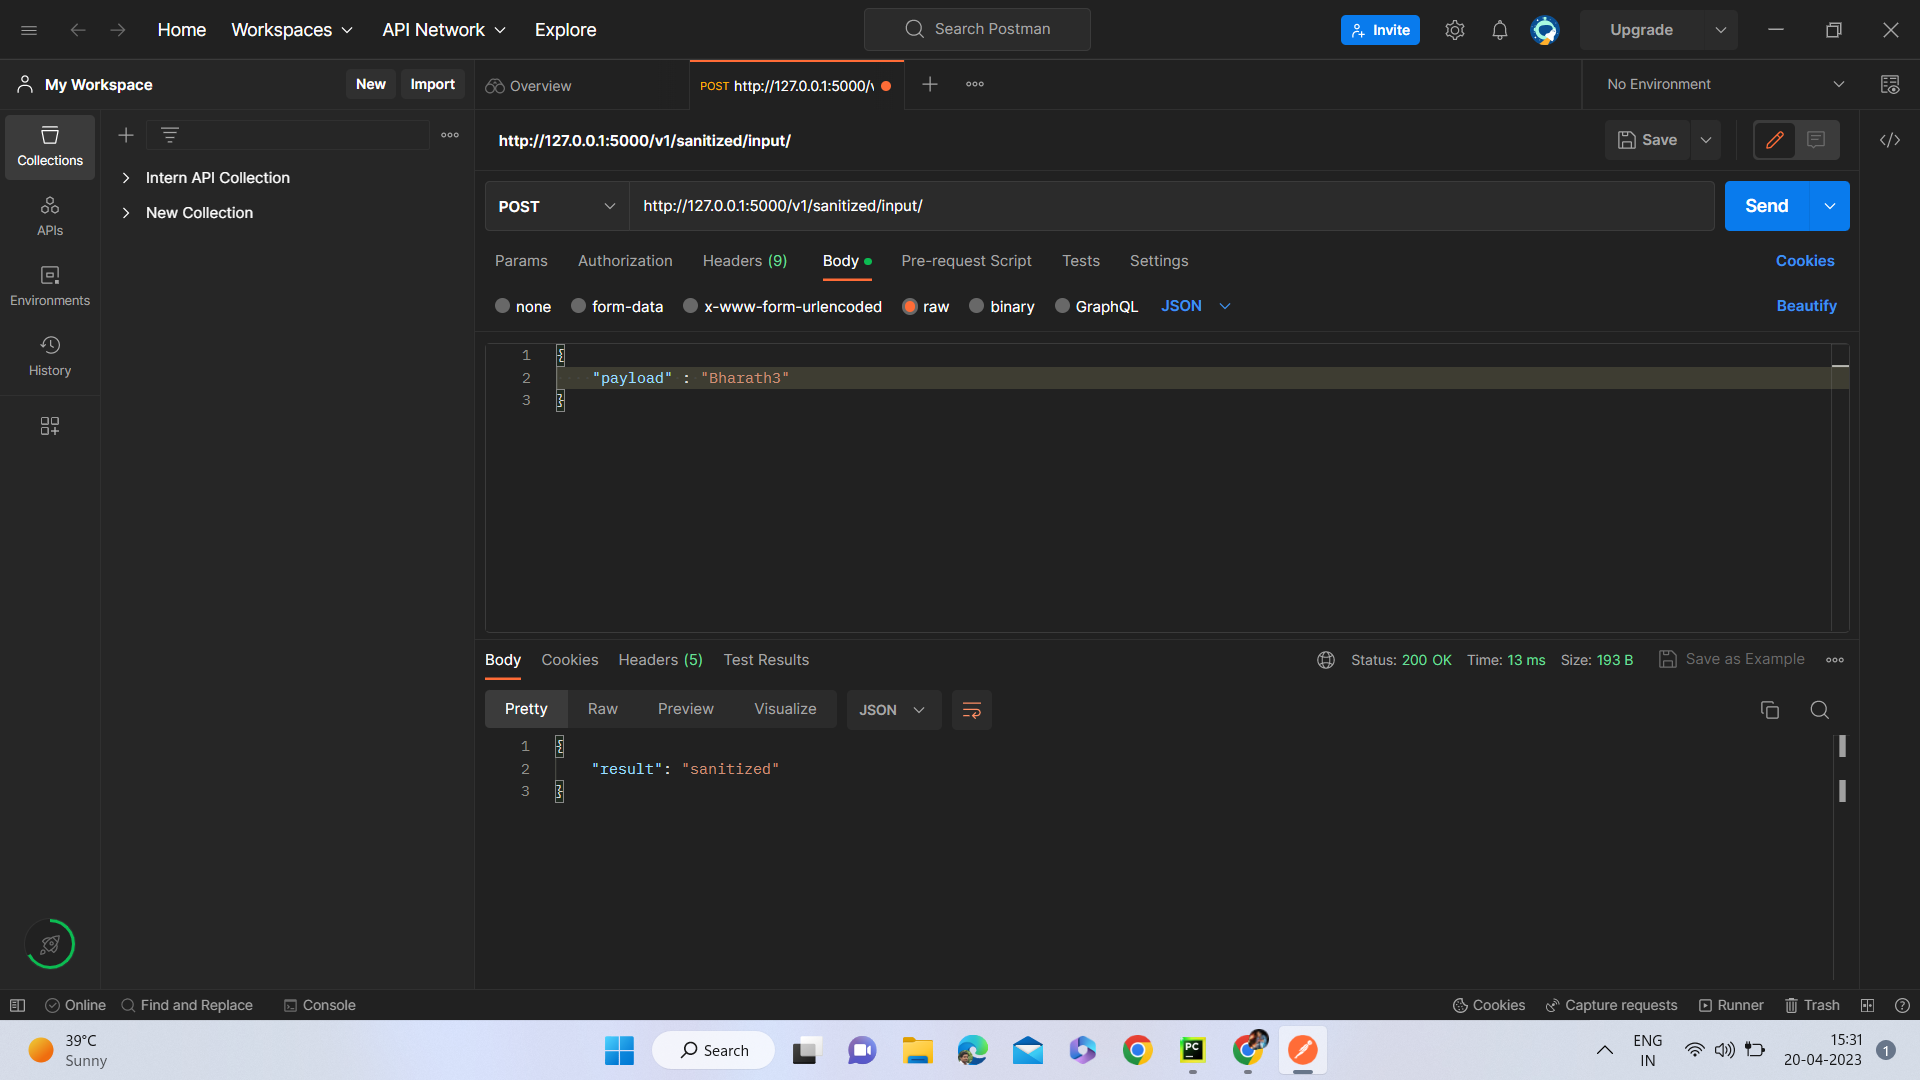 Home Workspaces API Network Explore Search Postman Invite Upgrade
My Workspace New Import Overview POST http://127.0.0.1:5000/v No Environment
Collections
APIs
Environments
History
Intern API Collection
New Collection
http://127.0.0.1:5000/v1/sanitized/input/ Save
POST http://127.0.0.1:5000/v1/sanitized/input/ Send
Params Authorization Headers (9) Body Pre-request Script Tests Settings Cookies
none form-data x-www-form-urlencoded raw binary GraphQL JSON Beautify
1 {
2 "payload" : "Bharath3"
3 }
Body Cookies Headers (5) Test Results Status: 200 OK Time: 13 ms Size: 193 B Save as Example
Pretty Raw Preview Visualize JSON
1 {
2 "result": "sanitized"
3 }
Online Find and Replace Console Cookies Capture requests Runner Trash
39°C
Sunny
Search
PC
ENG
IN
15:31
20-04-2023
1